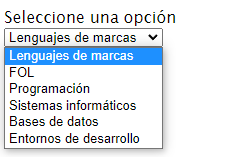 Seleccione una opción
Lenguajes de marcas
Lenguajes de marcas
FOL
Programación
Sistemas informáticos
Bases de datos
Entornos de desarrollo